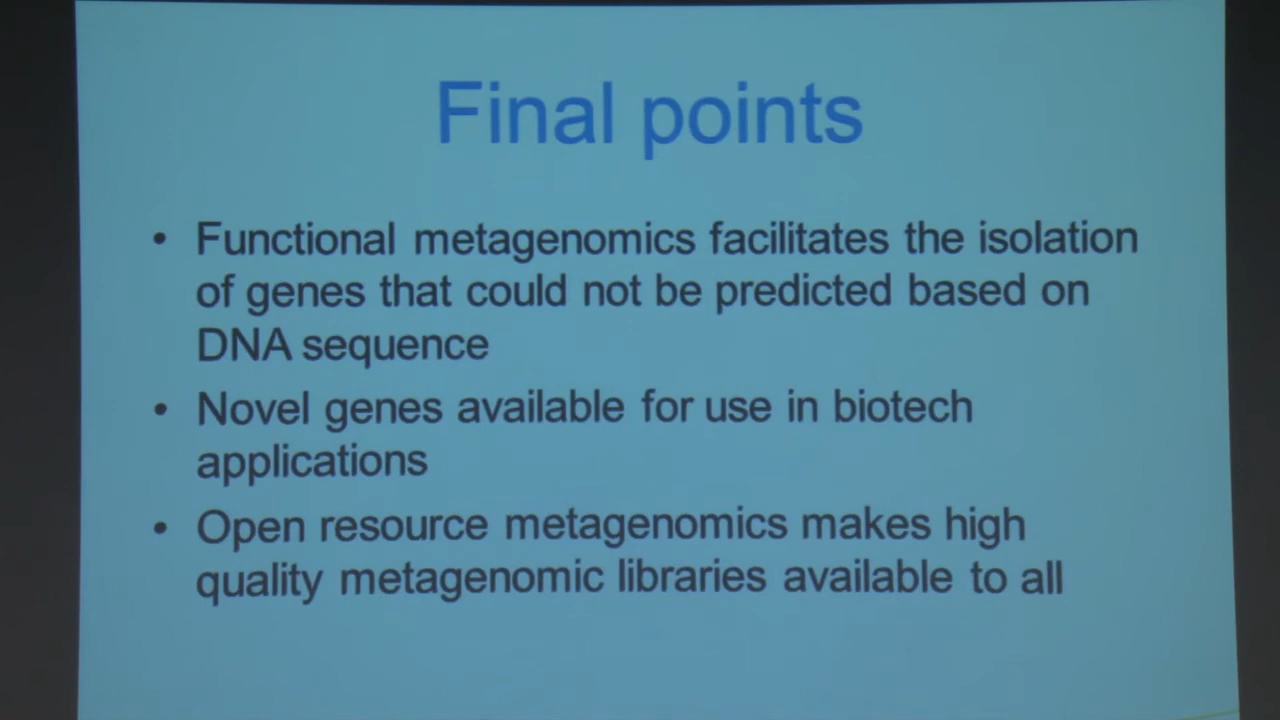 Final points
• Functional metagenomics facilitates the isolation
of genes that could not be predicted based on
DNA sequence
• Novel genes available for use in biotech
applications
• Open resource metagenomics makes high
quality metagenomic libraries available to all